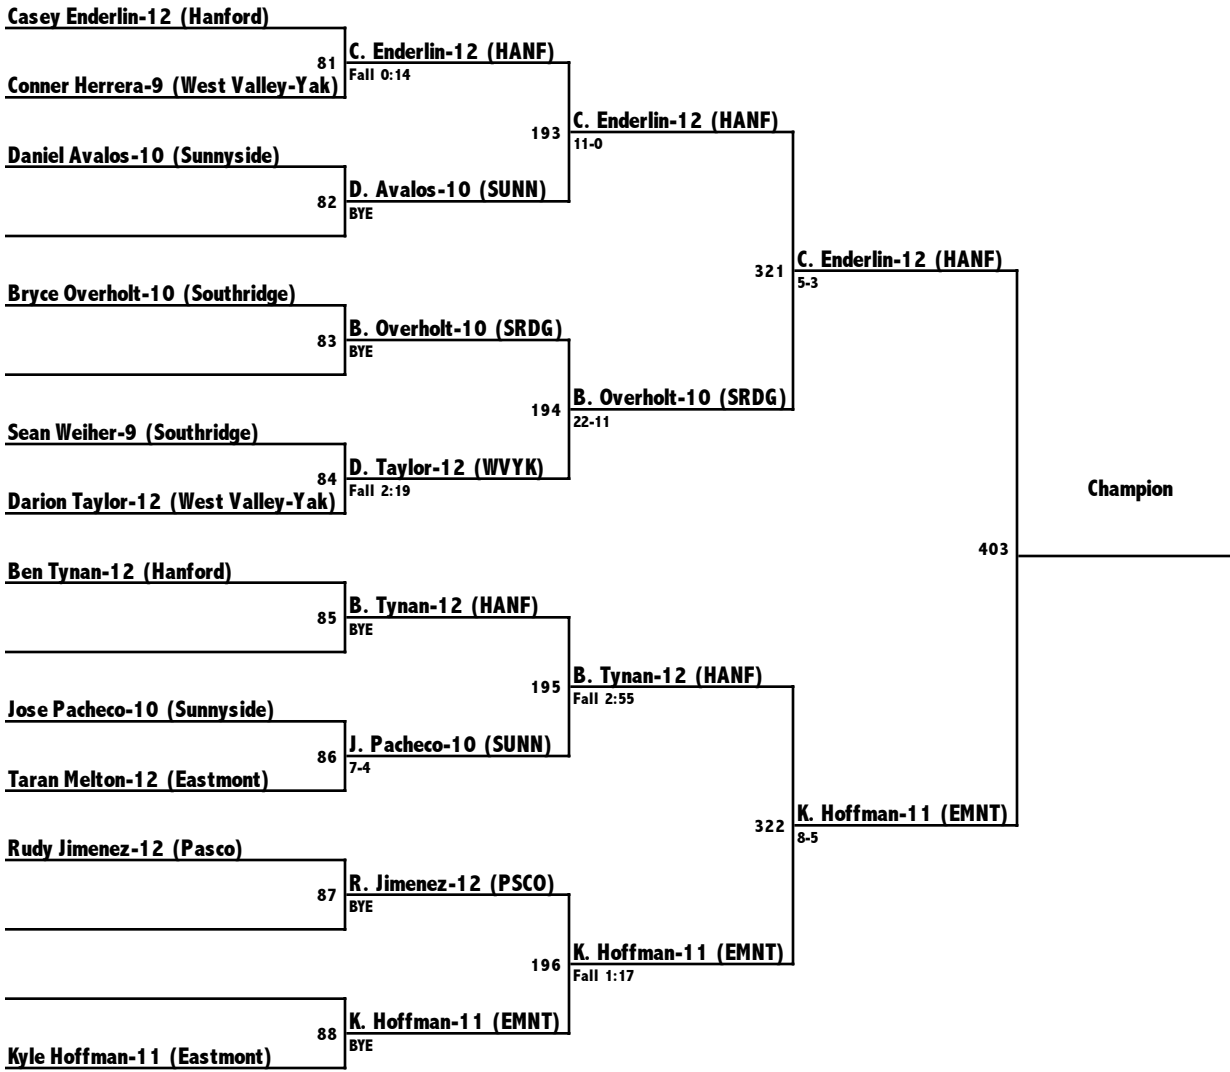 Casey Enderlin-12 (Hanford)
81
Conner Herrera-9 (West Valley-Yak)
C. Enderlin-12 (HANF)
Fall 0:14
Daniel Avalos-10 (Sunnyside)
82
D. Avalos-10 (SUNN)
BYE
193
C. Enderlin-12 (HANF)
11-0
Bryce Overholt-10 (Southridge)
83
B. Overholt-10 (SRDG)
BYE
Sean Weiher-9 (Southridge)
84
Darion Taylor-12 (West Valley-Yak)
D. Taylor-12 (WVYK)
Fall 2:19
194
B. Overholt-10 (SRDG)
22-11
321
C. Enderlin-12 (HANF)
5-3
Ben Tynan-12 (Hanford)
85
B. Tynan-12 (HANF)
BYE
Jose Pacheco-10 (Sunnyside)
86
Taran Melton-12 (Eastmont)
J. Pacheco-10 (SUNN)
7-4
195
B. Tynan-12 (HANF)
Fall 2:55
Rudy Jimenez-12 (Pasco)
87
R. Jimenez-12 (PSCO)
BYE
88
Kyle Hoffman-11 (Eastmont)
K. Hoffman-11 (EMNT)
BYE
196
K. Hoffman-11 (EMNT)
Fall 1:17
322
K. Hoffman-11 (EMNT)
8-5
403
Champion